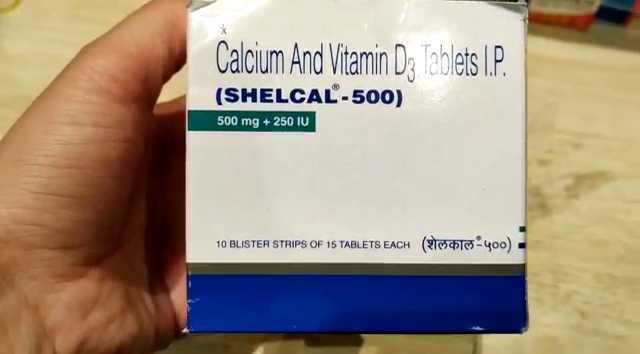 Calcium And Vitamin D3 Tablets I.P.
(SHELCAL®-500)
500 mg + 250 IU
10 BLISTER STRIPS OF 15 TABLETS EACH (शेलकाल®-५००)